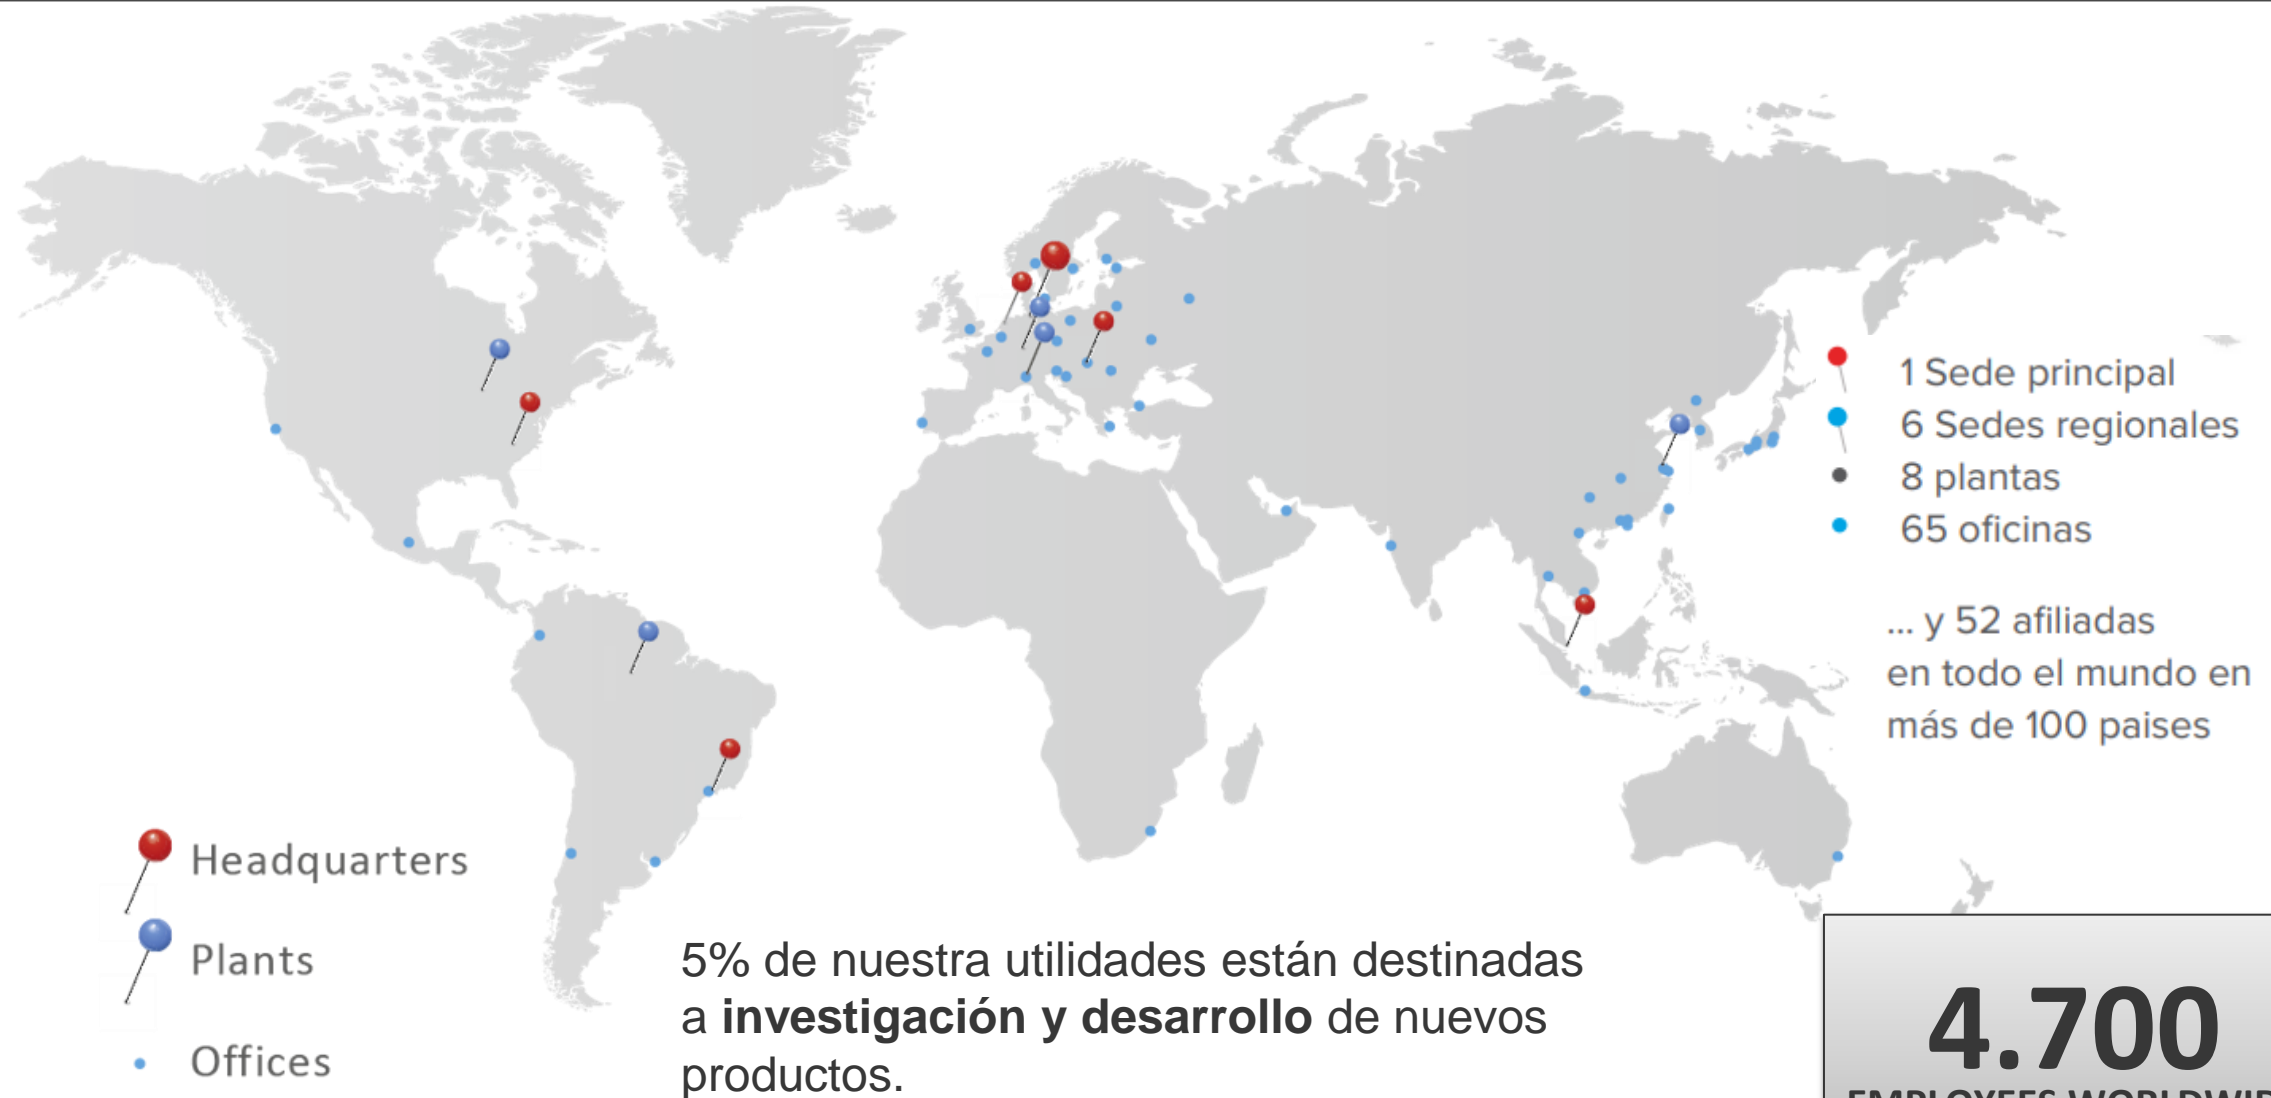 1 Sede principal
6 Sedes regionales
8 plantas
65 oficinas
... y 52 afiliadas
en todo el mundo en
más de 100 paises
Headquarters
Plants
Offices
5% de nuestra utilidades están destinadas
a investigación y desarrollo de nuevos
productos.
4.700
EMPLOYEES